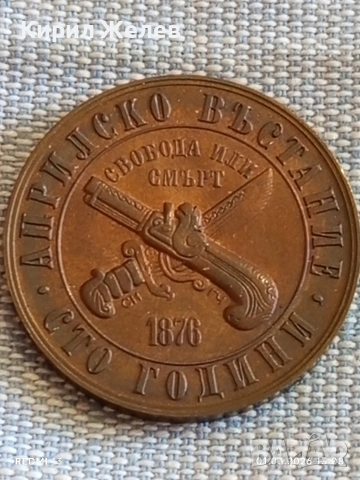 Кирил Желев
АПРИЛСКО ВЪСТАНИЕ
СТО ГОДИНИ
СВОБОДА ИЛИ
СМЪРТ
1876